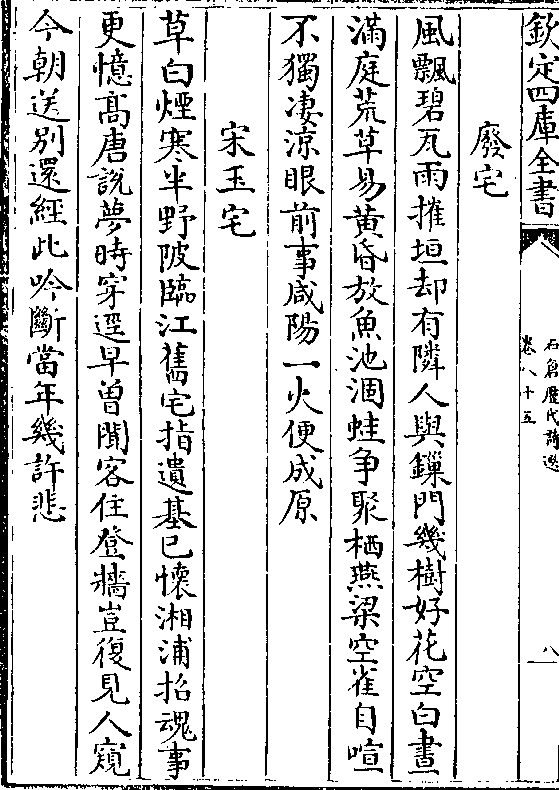 欽定四庫全書
石倉歷代詩選
卷八十五
八
廢宅
風飄碧瓦雨摧垣却有隣人與鏁門幾樹好花空白晝
滿庭荒草易黄昏放魚池涸蛙争聚栖燕梁空雀自喧
不獨凄涼眼前事咸陽一火便成原
宋玉宅
草白煙寒半野陂臨江舊宅指遺基已懷湘浦招魂事
更憶髙唐說夢時穿逕早曽聞客住登牆豈復見人窺
今朝送别還經此吟斷當年幾許悲